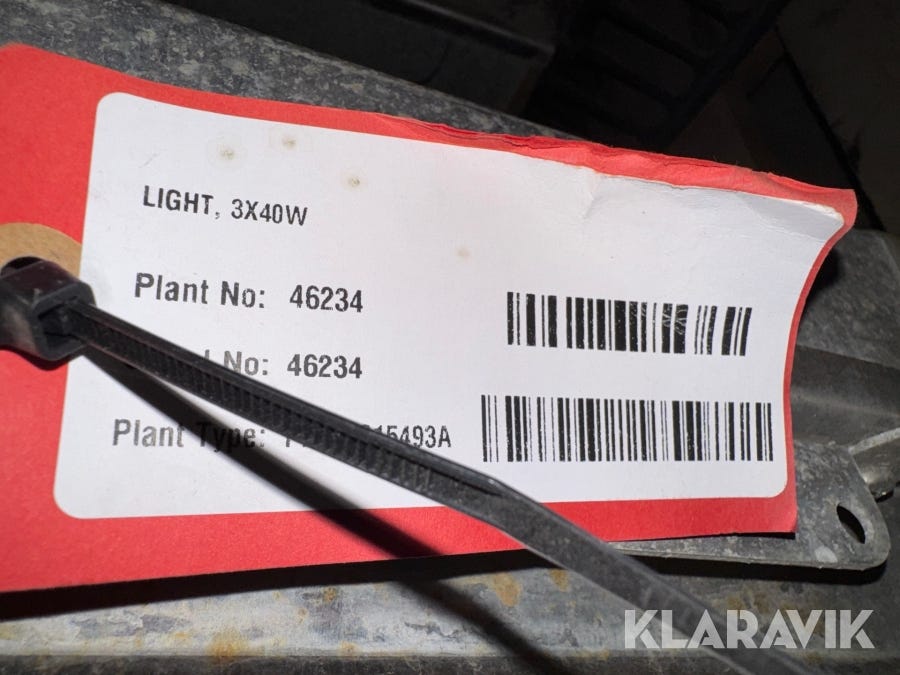 LIGHT, 3X40W
Plant No: 46234
No: 46234
Plant Type:
KLARAVIK